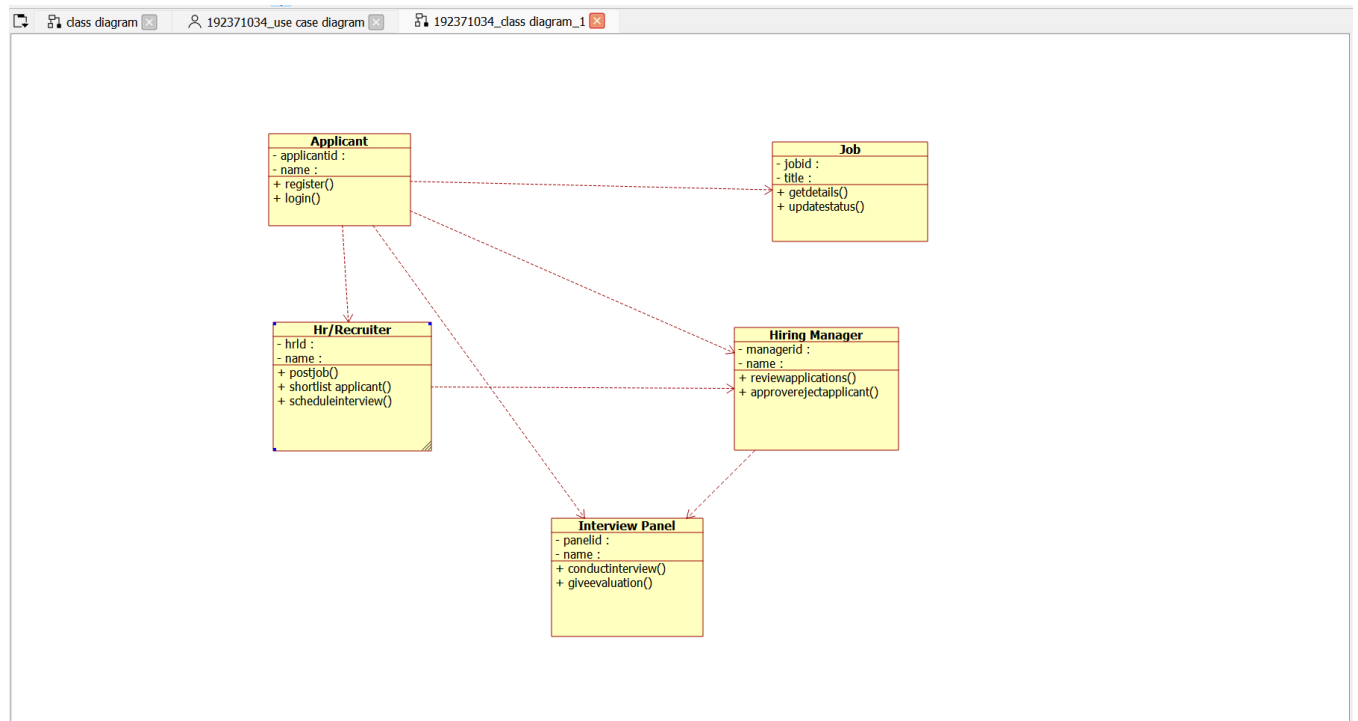 class diagram
192371034_use case diagram
192371034_class diagram_1
Applicant
- applicantid :
- name :
+ register()
+ login()
Job
- jobid :
- title :
+ getdetails()
+ updatestatus()
Hr/Recruiter
- hrId :
- name :
+ postjob()
+ shortlist applicant()
+ scheduleinterview()
Hiring Manager
- managerid :
- name :
+ reviewapplications()
+ approverejectapplicant()
Interview Panel
- panelid :
- name :
+ conductinterview()
+ giveevaluation()